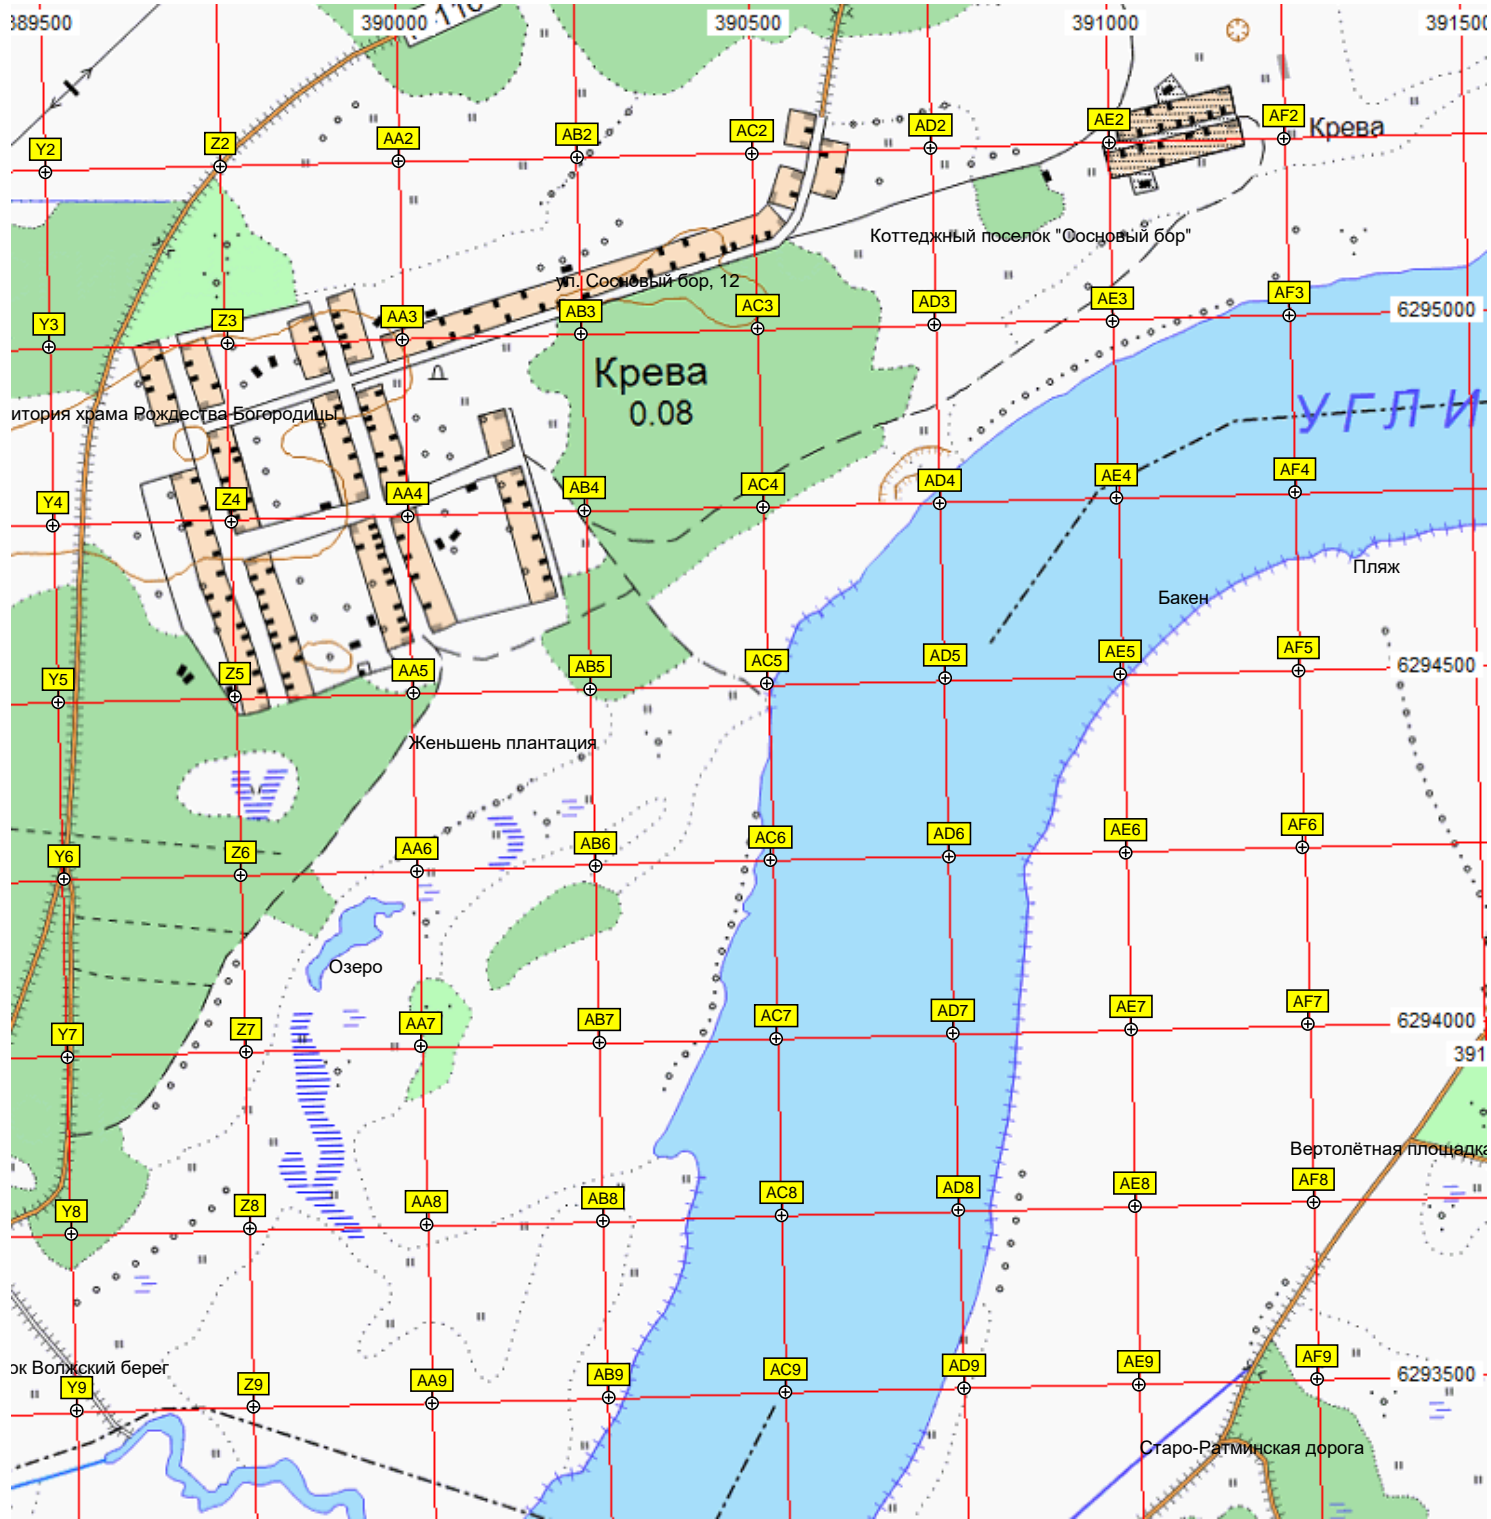 389500 390000 390500 391000 39150
110
Y2 Z2 AA2 AB2 AC2 AD2 AE2 AF2
Крева
Коттеджный поселок "Сосновый бор"
ул. Сосновый бор, 12
Y3 Z3 AA3 AB3 AC3 AD3 AE3 AF3
6295000
Крева
0.08
итория храма Рождества Богородицы
УГЛИ
Y4 Z4 AA4 AB4 AC4 AD4 AE4 AF4
Пляж
Бакен
Y5 Z5 AA5 AB5 AC5 AD5 AE5 AF5
6294500
Женьшень плантация
Y6 Z6 AA6 AB6 AC6 AD6 AE6 AF6
Озеро
Y7 Z7 AA7 AB7 AC7 AD7 AE7 AF7
6294000
391
Вертолётная площадка
Y8 Z8 AA8 AB8 AC8 AD8 AE8 AF8
ок Волжский берег
6293500
Y9 Z9 AA9 AB9 AC9 AD9 AE9 AF9
Старо-Ратминская дорога